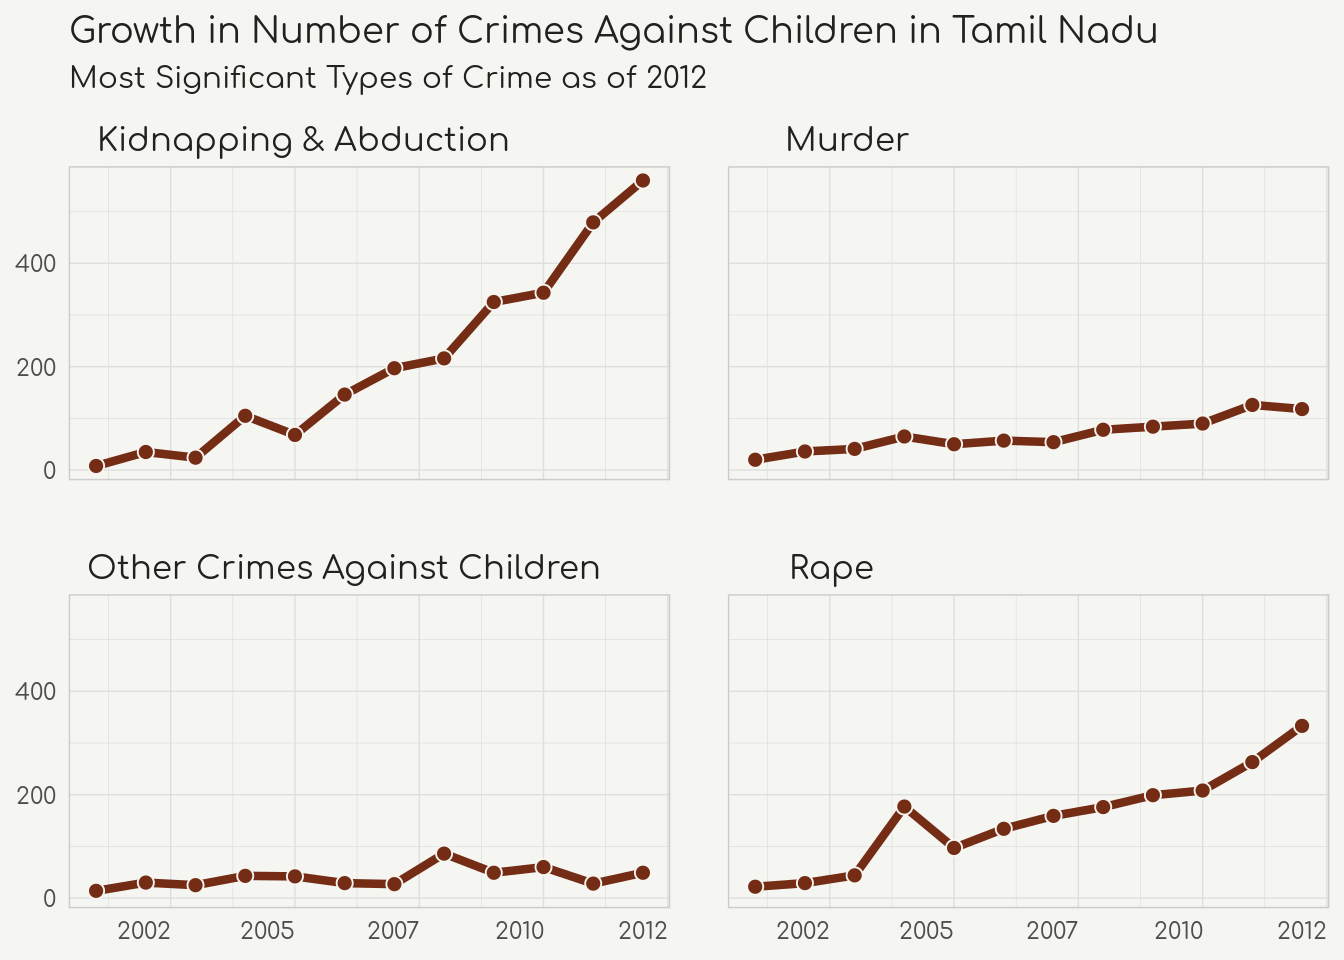 Growth in Number of Crimes Against Children in Tamil Nadu
Most Significant Types of Crime as of 2012
Kidnapping & Abduction
Murder
400
200
0
Other Crimes Against Children
Rape
400
200
0
2002 2005 2007 2010 2012
2002 2005 2007 2010 2012